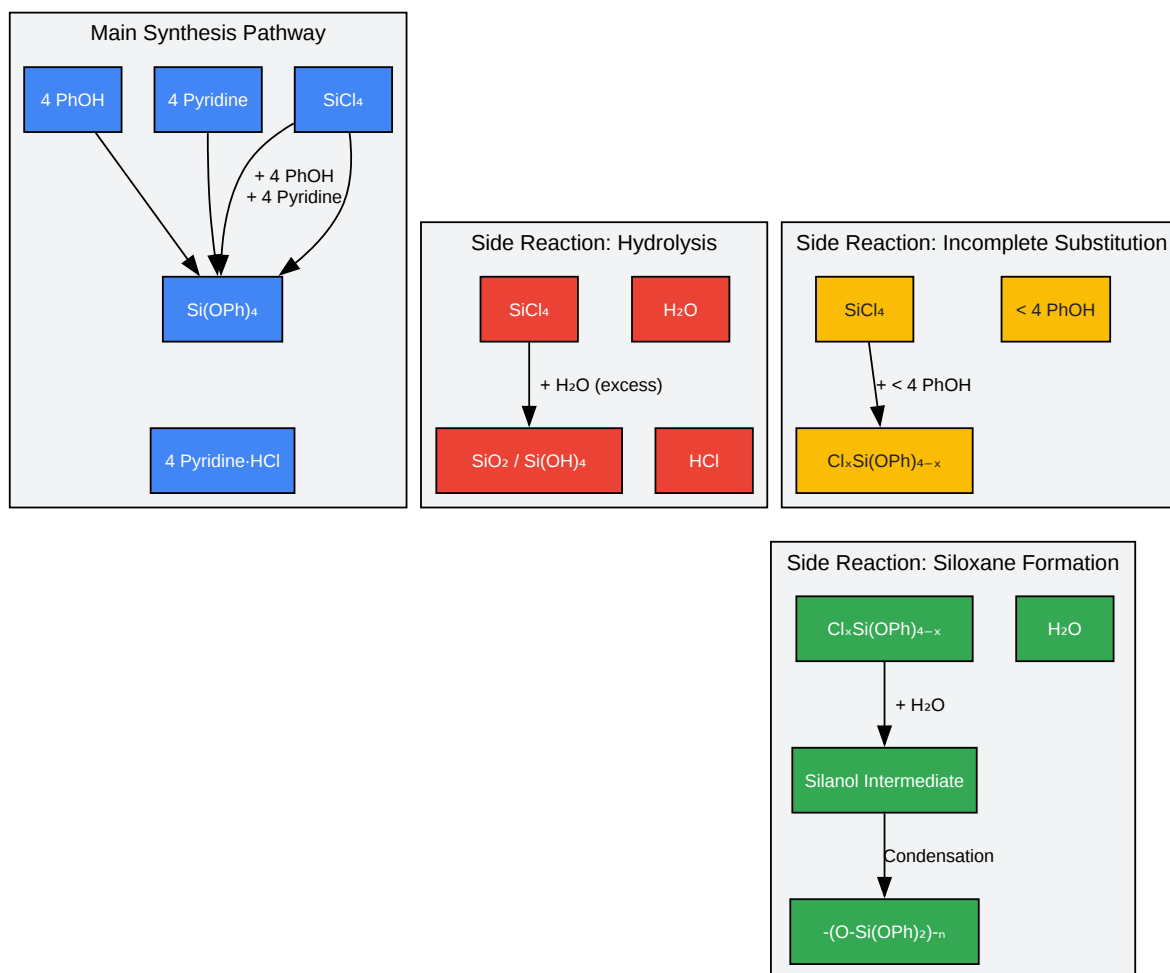 Main Synthesis Pathway
4 PhOH
4 Pyridine
SiCl₄
+ 4 PhOH
+ 4 Pyridine
Si(OPh)₄
4 Pyridine·HCl
Side Reaction: Hydrolysis
SiCl₄
H₂O
+ H₂O (excess)
SiO₂ / Si(OH)₄
HCl
Side Reaction: Incomplete Substitution
SiCl₄
< 4 PhOH
+ < 4 PhOH
ClₓSi(OPh)₄₋ₓ
Side Reaction: Siloxane Formation
ClₓSi(OPh)₄₋ₓ
H₂O
+ H₂O
Silanol Intermediate
Condensation
-(O-Si(OPh)₂)-ₙ